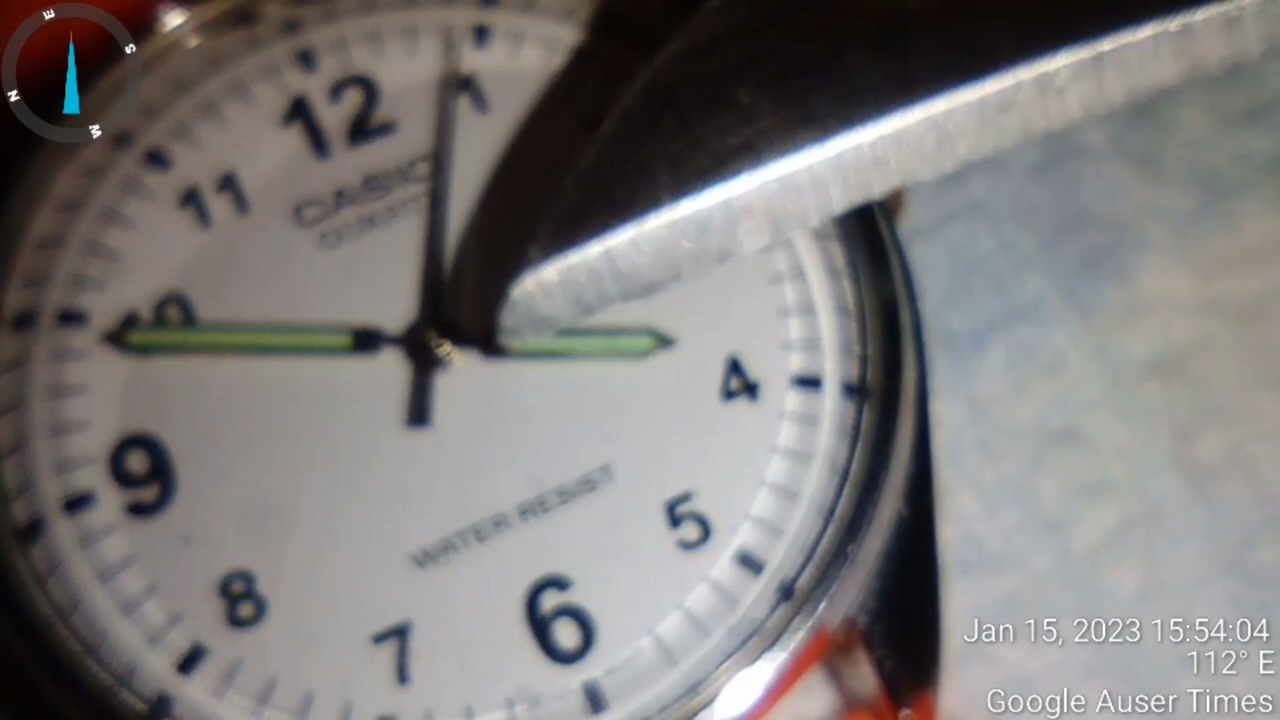 E
S
N
W
12
1
11
CASIO
10
4
9
WATER RESIST
5
8
6
7
Jan 15, 2023 15:54:04
112° E
Google Auser Times